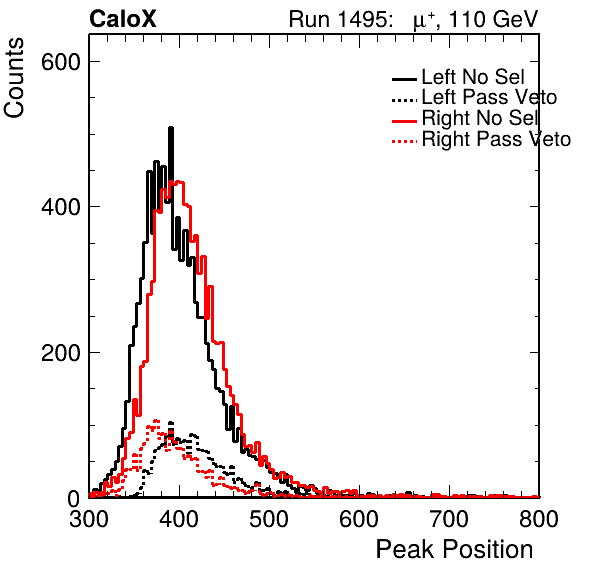 CaloX Run 1495: μ⁺, 110 GeV
Counts
600
400
200
0
Left No Sel
Left Pass Veto
Right No Sel
Right Pass Veto
300 400 500 600 700 800
Peak Position